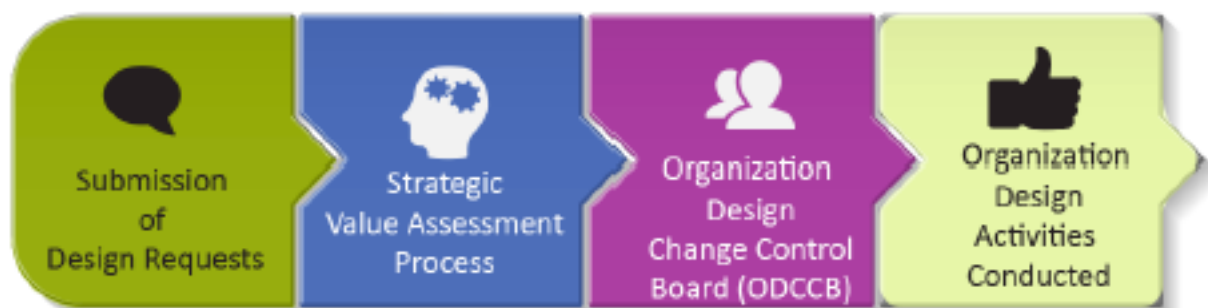 Submission
of
Design Requests
Strategic
Value Assessment
Process
Organization
Design
Change Control
Board (ODCCB)
Organization
Design
Activities
Conducted